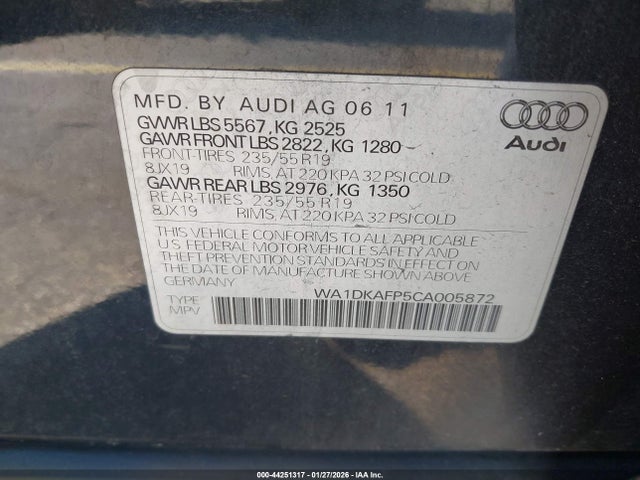 MFD. BY AUDI AG 06 11
GVWR LBS 5567, KG 2525
GAWR FRONT LBS 2822, KG 1280
FRONT-TIRES 235/55 R19
8JX19 RIMS, AT 220 KPA 32 PSI COLD
GAWR REAR LBS 2976, KG 1350
REAR-TIRES 235/55 R19
8JX19 RIMS, AT 220 KPA 32 PSI COLD
THIS VEHICLE CONFORMS TO ALL APPLICABLE
U.S. FEDERAL MOTOR VEHICLE SAFETY AND
THEFT PREVENTION STANDARDS IN EFFECT ON
THE DATE OF MANUFACTURE SHOWN ABOVE
GERMANY
WA1DKAFP5CA005872
TYPE
MPV
Audi
000-44251317 | 01/27/2026 | IAA Inc.